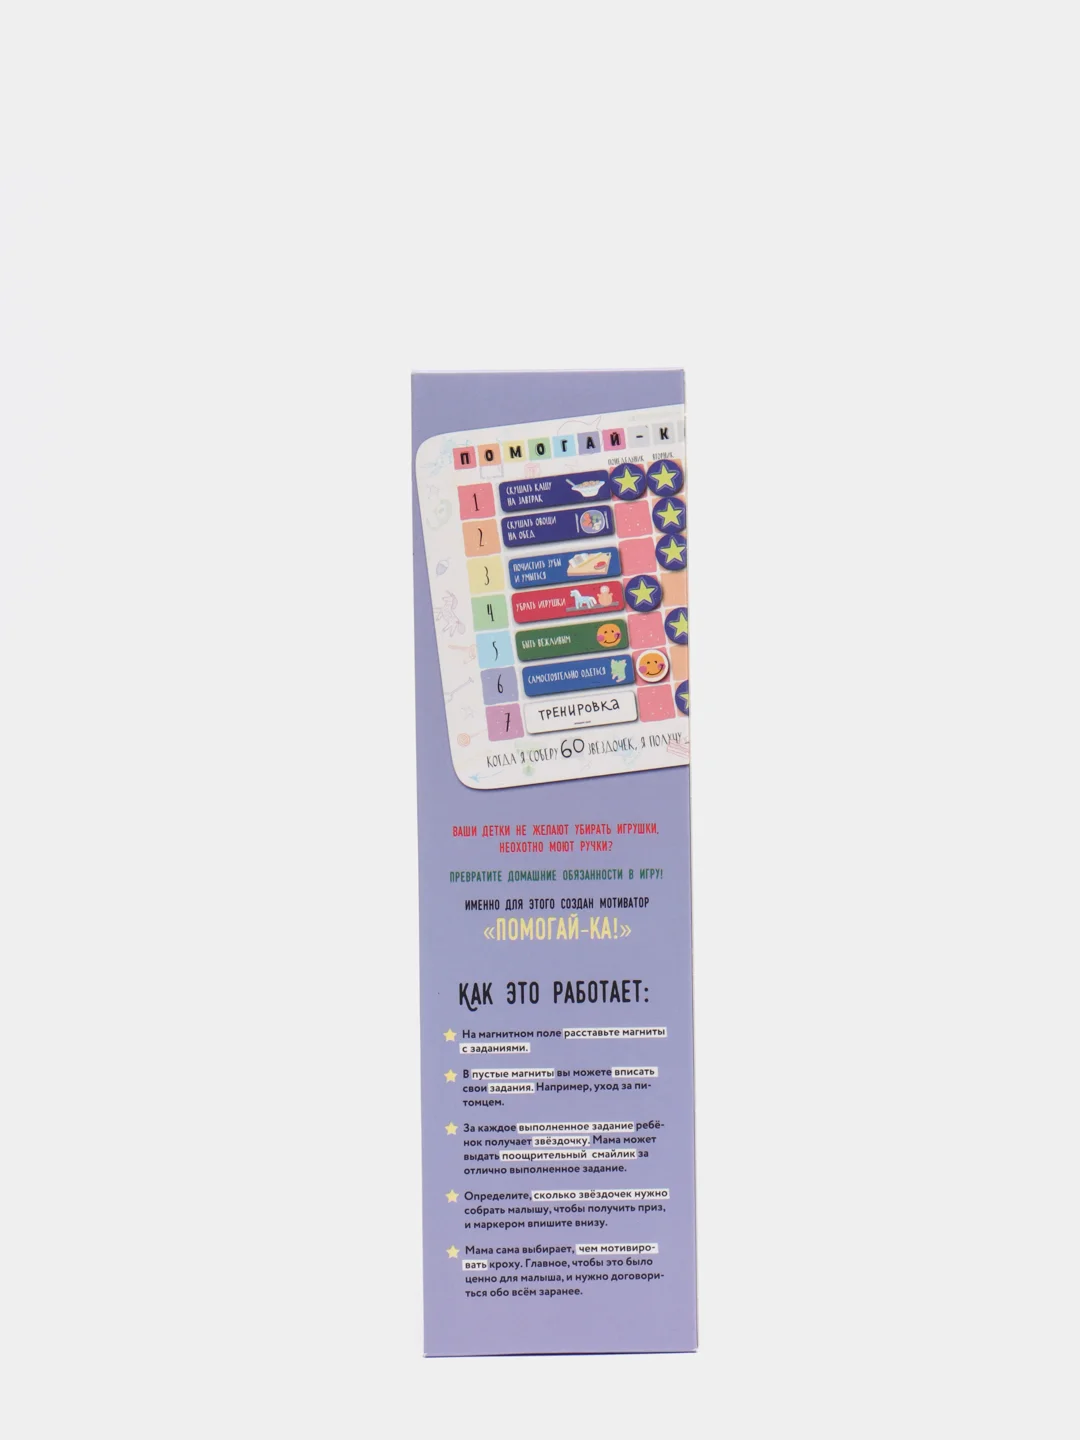 ПОМОГАЙ-К
ПОНЕДЕЛЬНИК ВТОРНИК
1 СКУШАТЬ КАШУ
НА ЗАВТРАК
2 СКУШАТЬ ОВОЩИ
НА ОБЕД
3 ПОЧИСТИТЬ ЗУБЫ
И УМЫТЬСЯ
4 УБРАТЬ ИГРУШКИ
5 БЫТЬ ВЕЖЛИВЫМ
6 САМОСТОЯТЕЛЬНО ОДЕТЬСЯ
7 ТРЕНИРОВКА
КОГДА Я СОБЕРУ 60 ЗВЁЗДОЧЕК, Я ПОЛУЧУ
ВАШИ ДЕТКИ НЕ ЖЕЛАЮТ УБИРАТЬ ИГРУШКИ,
НЕОХОТНО МОЮТ РУЧКИ?
ПРЕВРАТИТЕ ДОМАШНИЕ ОБЯЗАННОСТИ В ИГРУ!
ИМЕННО ДЛЯ ЭТОГО СОЗДАН МОТИВАТОР
«ПОМОГАЙ-КА!»
КАК ЭТО РАБОТАЕТ:
На магнитном поле расставьте магниты
с заданиями.
В пустые магниты вы можете вписать
свои задания. Например, уход за пи-
томцем.
За каждое выполненное задание ребё-
нок получает звёздочку. Мама может
выдать поощрительный смайлик за
отлично выполненное задание.
Определите, сколько звёздочек нужно
собрать малышу, чтобы получить приз,
и маркером впишите внизу.
Мама сама выбирает, чем мотивиро-
вать кроху. Главное, чтобы это было
ценно для малыша, и нужно договори-
ться обо всём заранее.